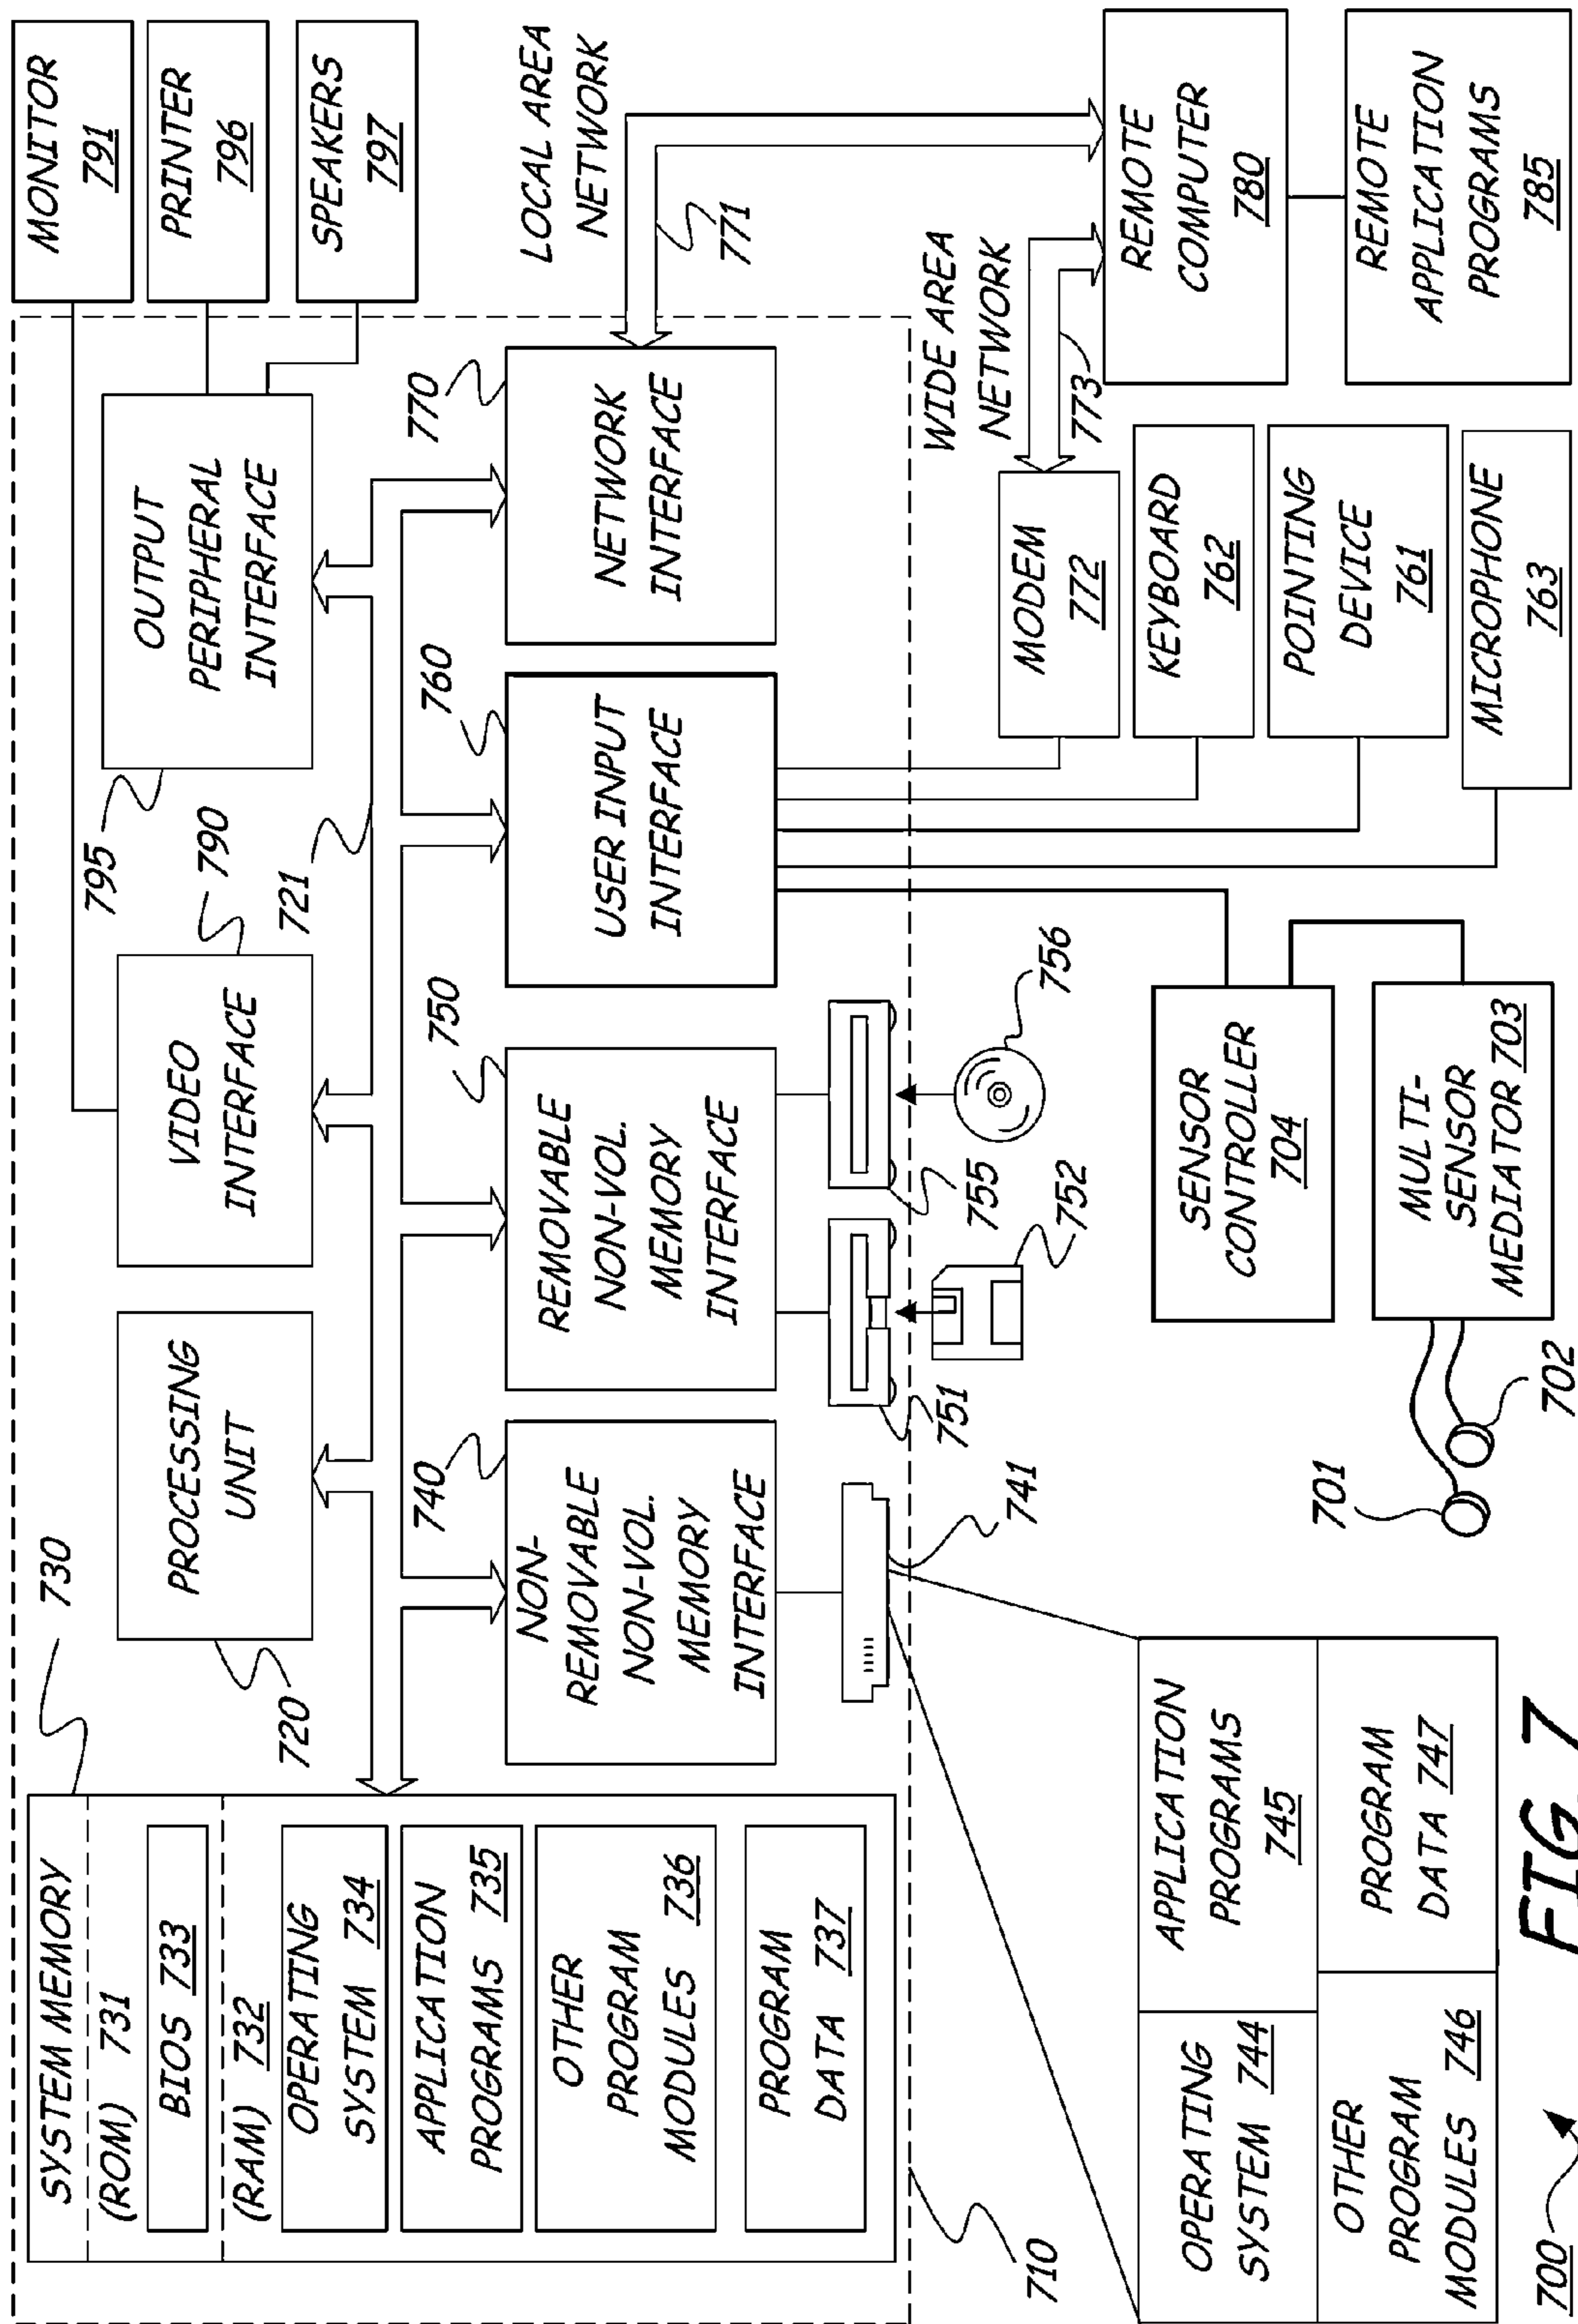 SYSTEM MEMORY
(ROM) 731
BIOS 733
(RAM) 732
OPERATING
SYSTEM 734
APPLICATION
PROGRAMS 735
OTHER
PROGRAM
MODULES 736
PROGRAM
DATA 737
730
PROCESSING
UNIT
720
VIDEO
INTERFACE
790
721
OUTPUT
PERIPHERAL
INTERFACE
795
MONITOR
791
PRINTER
796
SPEAKERS
797
NON-
REMOVABLE
NON-VOL.
MEMORY
INTERFACE
740
REMOVABLE
NON-VOL.
MEMORY
INTERFACE
750
USER INPUT
INTERFACE
760
NETWORK
INTERFACE
770
LOCAL AREA
NETWORK
771
WIDE AREA
NETWORK
773
741
751
752
755
756
710
MODEM
772
KEYBOARD
762
POINTING
DEVICE
761
MICROPHONE
763
REMOTE
COMPUTER
780
REMOTE
APPLICATION
PROGRAMS
785
SENSOR
CONTROLLER
704
MULTI-
SENSOR
MEDIATOR 703
701
702
OPERATING
SYSTEM 744
APPLICATION
PROGRAMS
745
OTHER
PROGRAM
MODULES 746
PROGRAM
DATA 747
700
FIG. 7